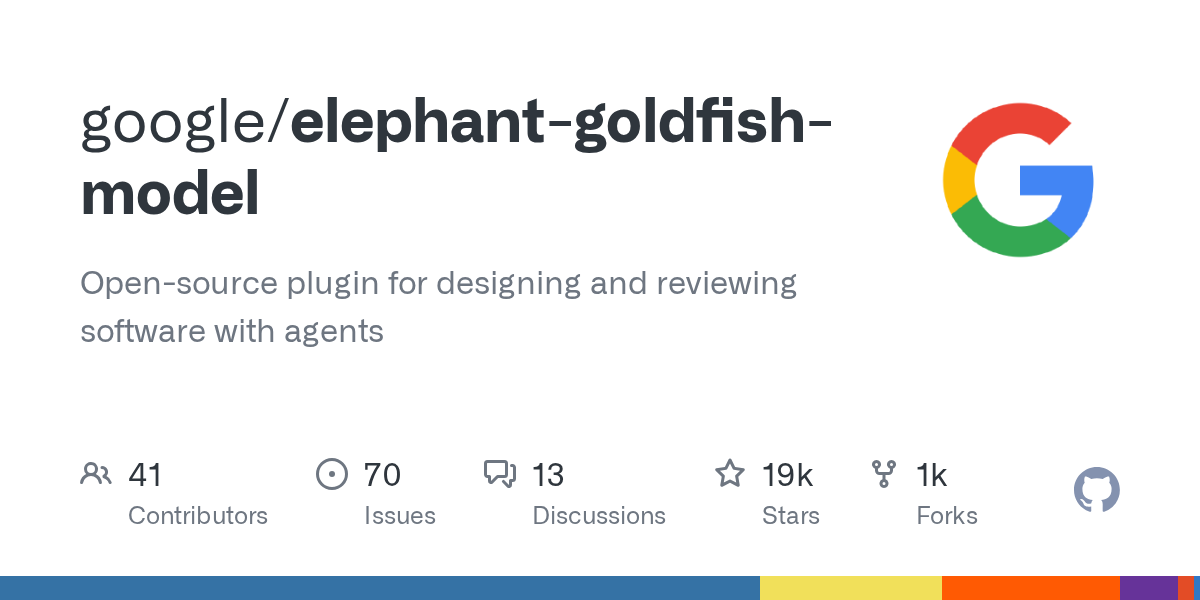 google/elephant-goldfish-
model
Open-source plugin for designing and reviewing
software with agents
41 70 13 19k 1k
Contributors Issues Discussions Stars Forks